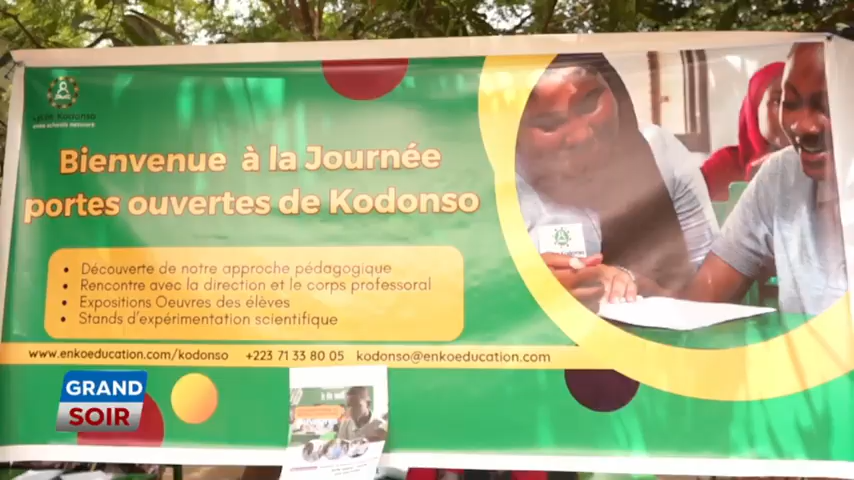 Lycée Kodonso
Bienvenue à la Journée
portes ouvertes de Kodonso
• Découverte de notre approche pédagogique
• Rencontre avec la direction et le corps professoral
• Expositions Oeuvres des élèves
• Stands d'expérimentation scientifique
www.enkoeducation.com/kodonso +223 71 33 80 05 kodonso@enkoeducation.com
GRAND
SOIR